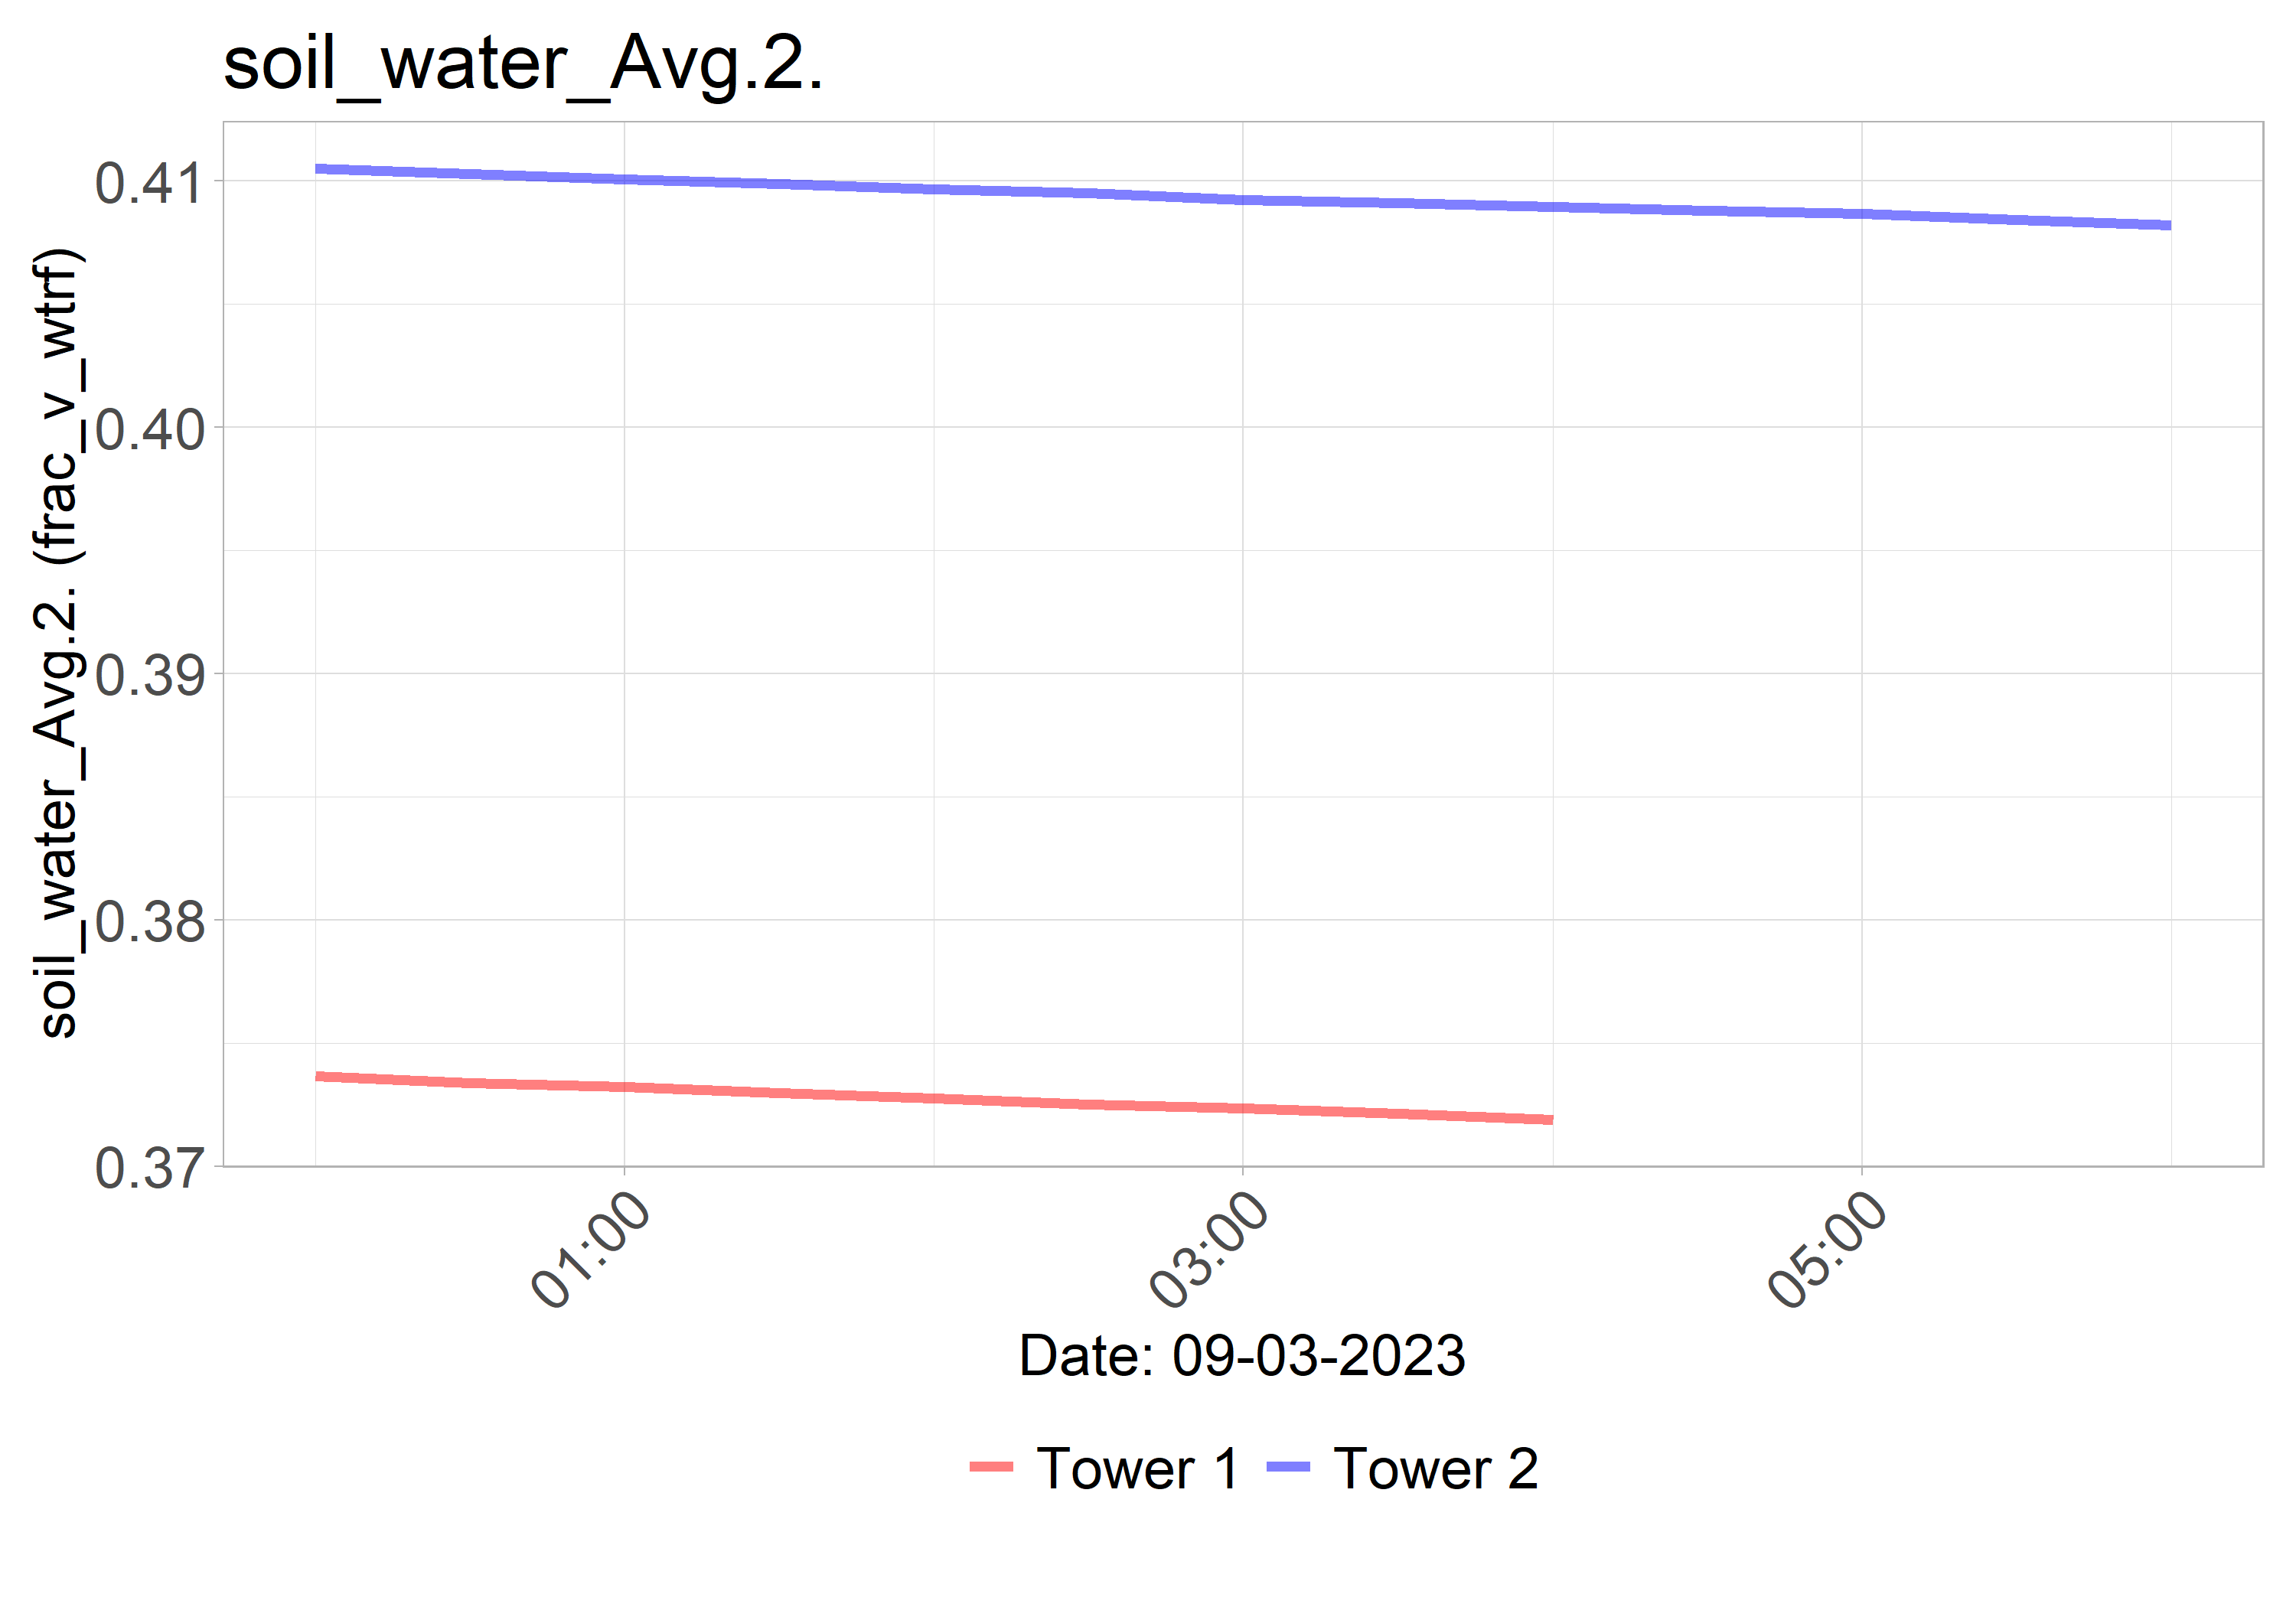 soil_water_Avg.2.
soil_water_Avg.2. (frac_v_wtrf)
0.41
0.40
0.39
0.38
0.37
01:00
03:00
05:00
Date: 09-03-2023
Tower 1 Tower 2